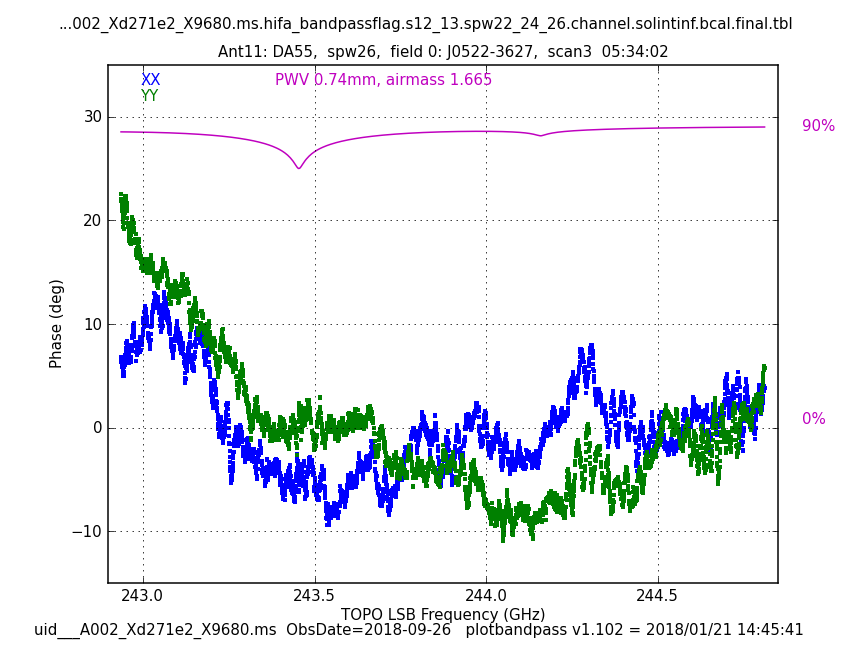 ...002_Xd271e2_X9680.ms.hifa_bandpassflag.s12_13.spw22_24_26.channel.solintinf.bcal.final.tbl
Ant11: DA55, spw26, field 0: J0522-3627, scan3 05:34:02
XX
PWV 0.74mm, airmass 1.665
YY
30
20
10
0
−10
90%
0%
Phase (deg)
243.0 243.5 244.0 244.5
TOPO LSB Frequency (GHz)
uid___A002_Xd271e2_X9680.ms ObsDate=2018-09-26 plotbandpass v1.102 = 2018/01/21 14:45:41